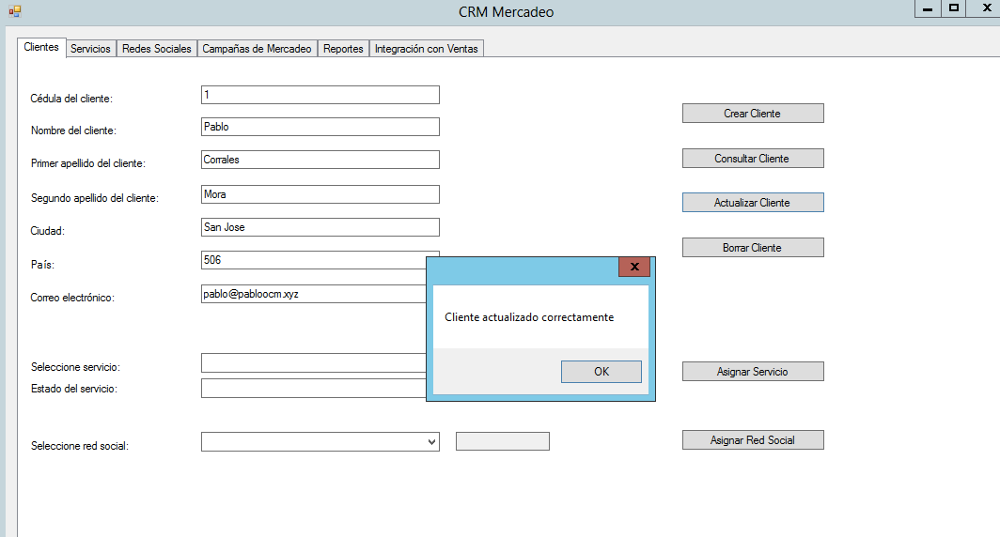 CRM Mercadeo
Clientes Servicios Redes Sociales Campañas de Mercadeo Reportes Integración con Ventas
Cédula del cliente: 1
Crear Cliente
Nombre del cliente: Pablo
Primer apellido del cliente: Corrales
Consultar Cliente
Segundo apellido del cliente: Mora
Actualizar Cliente
Ciudad: San Jose
Borrar Cliente
País: 506
X
Correo electrónico: pablo@pabloocm.xyz
Cliente actualizado correctamente
OK
Seleccione servicio:
Asignar Servicio
Estado del servicio:
Seleccione red social:
Asignar Red Social